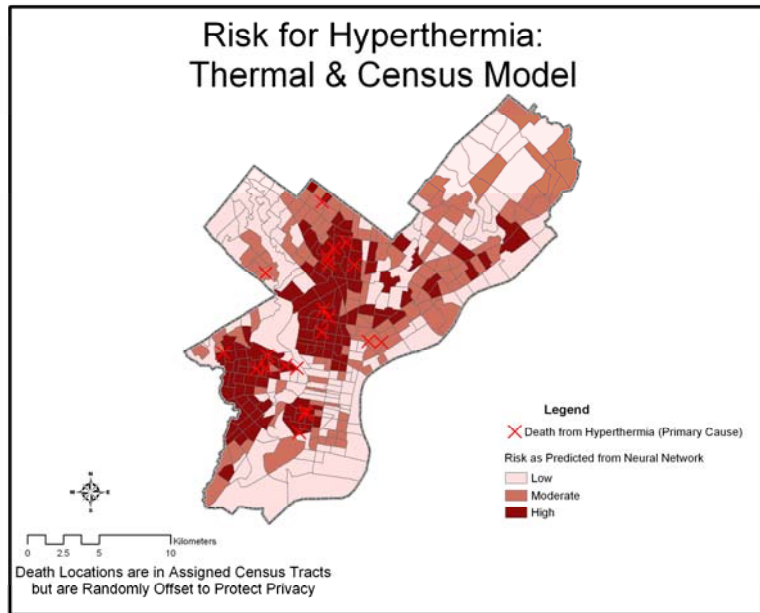 Risk for Hyperthermia:
Thermal & Census Model
Legend
Death from Hyperthermia (Primary Cause)
Risk as Predicted from Neural Network
Low
Moderate
High
N
W E
S
Kilometers
0 2.5 5 10
Death Locations are in Assigned Census Tracts
but are Randomly Offset to Protect Privacy